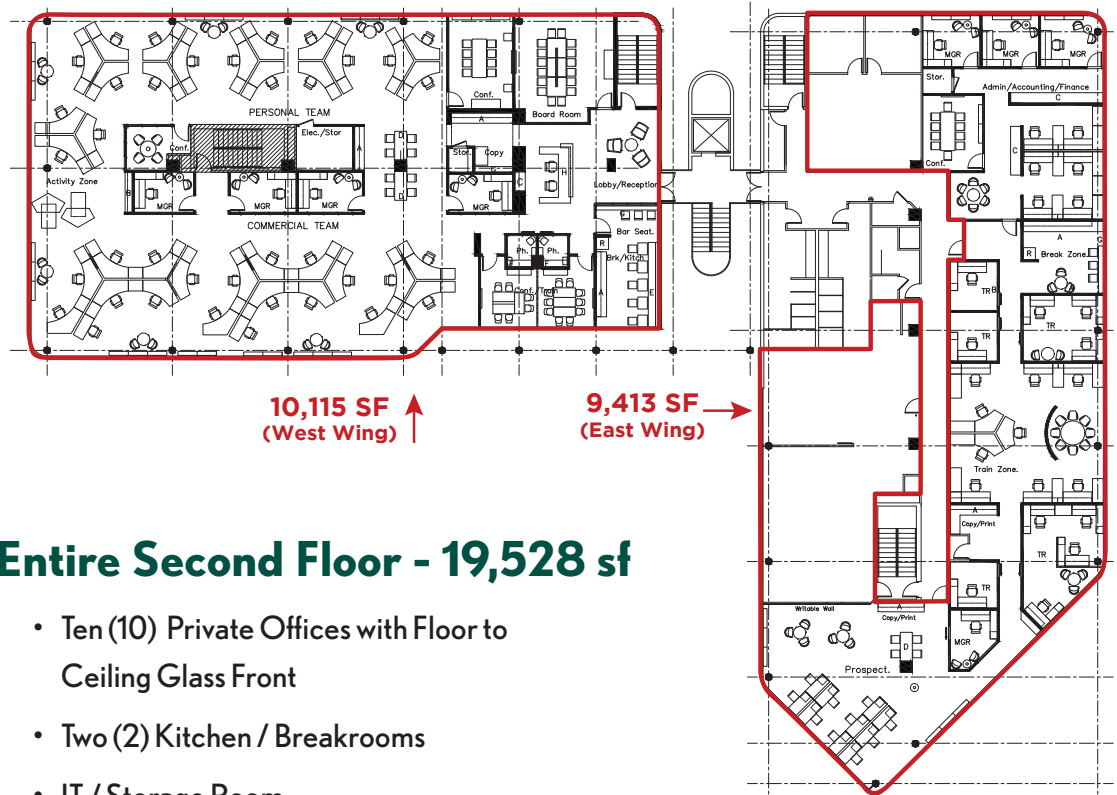 PERSONAL TEAM
Elec./Stor
Conf.
A
D
D
Activity Zone
B
MGR
MGR
MGR
COMMERCIAL TEAM
Conf.
Board Room
A
Stor.
Copy
C
C
H
MGR
Lobby/Reception
Bar Seat.
R
Brk/Kitch
Ph.
Ph.
Conf./Train
A
E
MGR
MGR
MGR
Stor.
Admin/Accounting/Finance
C
Conf.
C
A
G
R
Break Zone.
TR
B
TR
TR
Train Zone.
A
Copy/Print
TR
TR
Writable Wall
A
Copy/Print
D
MGR
Prospect.
10,115 SF
(West Wing)
9,413 SF
(East Wing)
Entire Second Floor - 19,528 sf
• Ten (10) Private Offices with Floor to
Ceiling Glass Front
• Two (2) Kitchen / Breakrooms
• IT / Storage Room